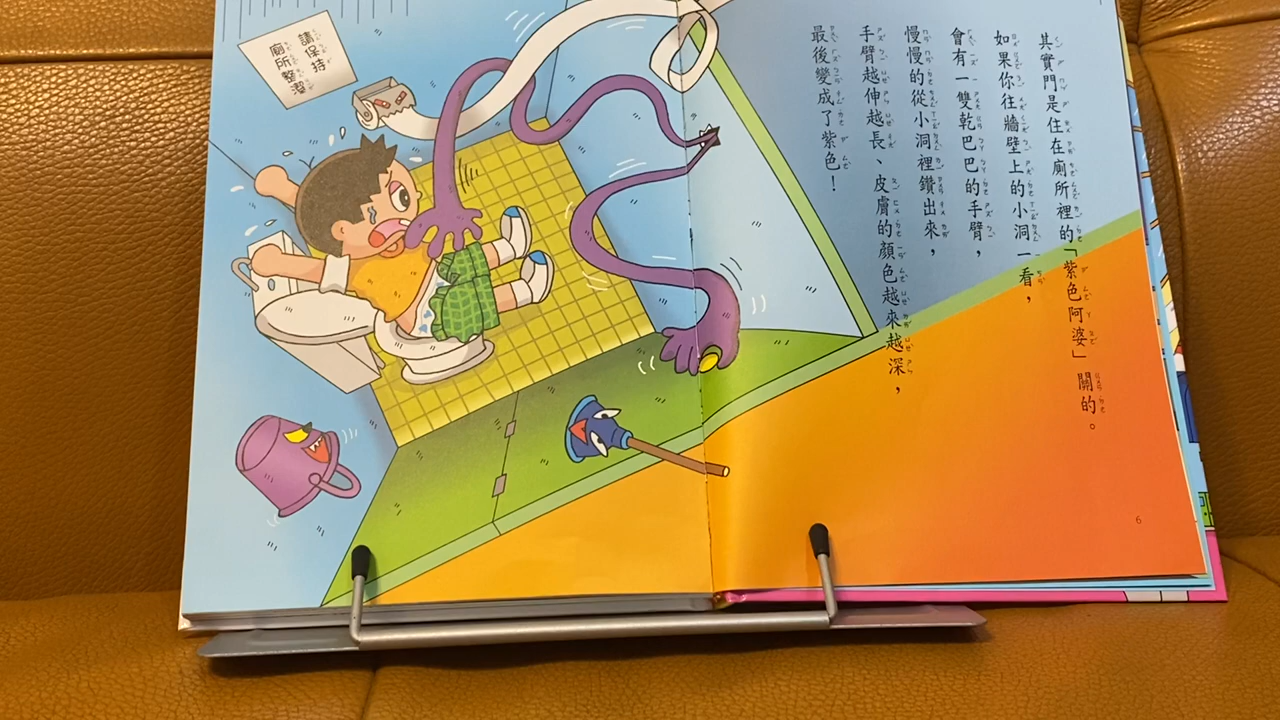 其實門是住在廁所裡的「紫色阿婆」關的。
如果你往牆壁上的小洞一看，
會有一雙乾巴巴的手臂，
慢慢的從小洞裡鑽出來，
手臂越伸越長、皮膚的顏色越來越深，
最後變成了紫色！
請保持
廁所整潔
6